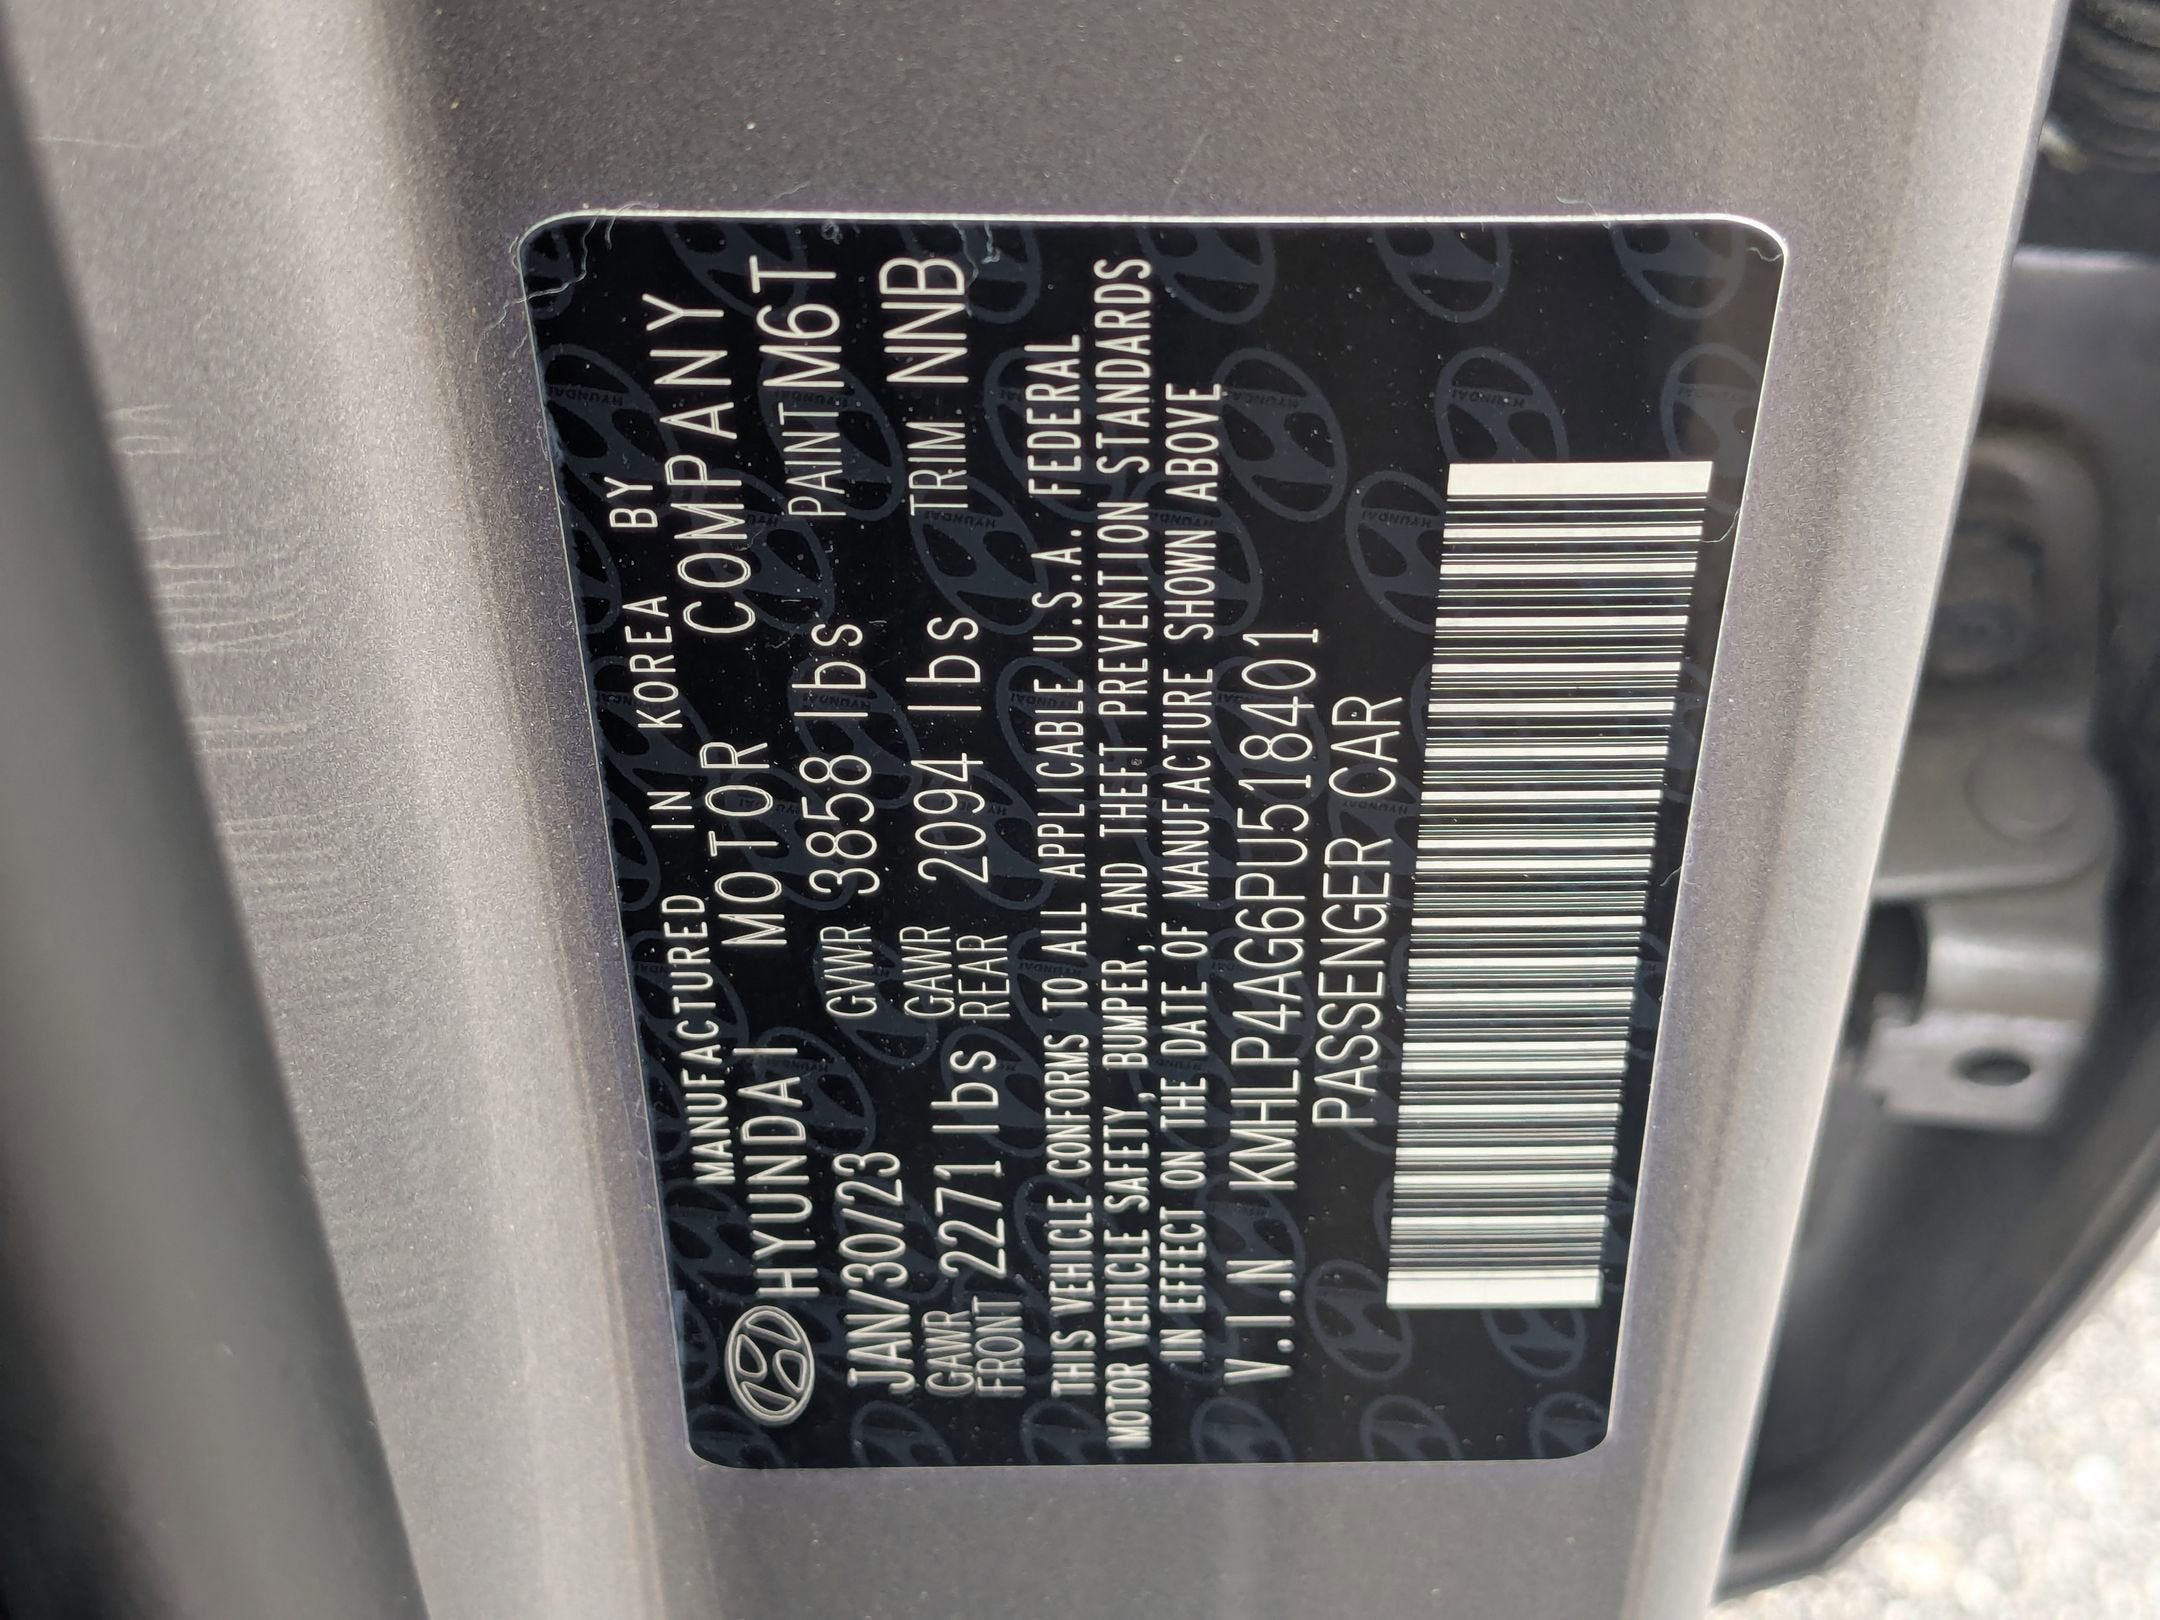 MANUFACTURED IN KOREA BY
HYUNDAI MOTOR COMPANY
JAN/30/23 GVWR 3858 lbs PAINT M6T
GAWR FRONT 2271 lbs GAWR REAR 2094 lbs TRIM NNB
THIS VEHICLE CONFORMS TO ALL APPLICABLE U.S.A. FEDERAL
MOTOR VEHICLE SAFETY, BUMPER, AND THEFT PREVENTION STANDARDS
IN EFFECT ON THE DATE OF MANUFACTURE SHOWN ABOVE
V.I.N KMHLP4AG6PU518401
PASSENGER CAR